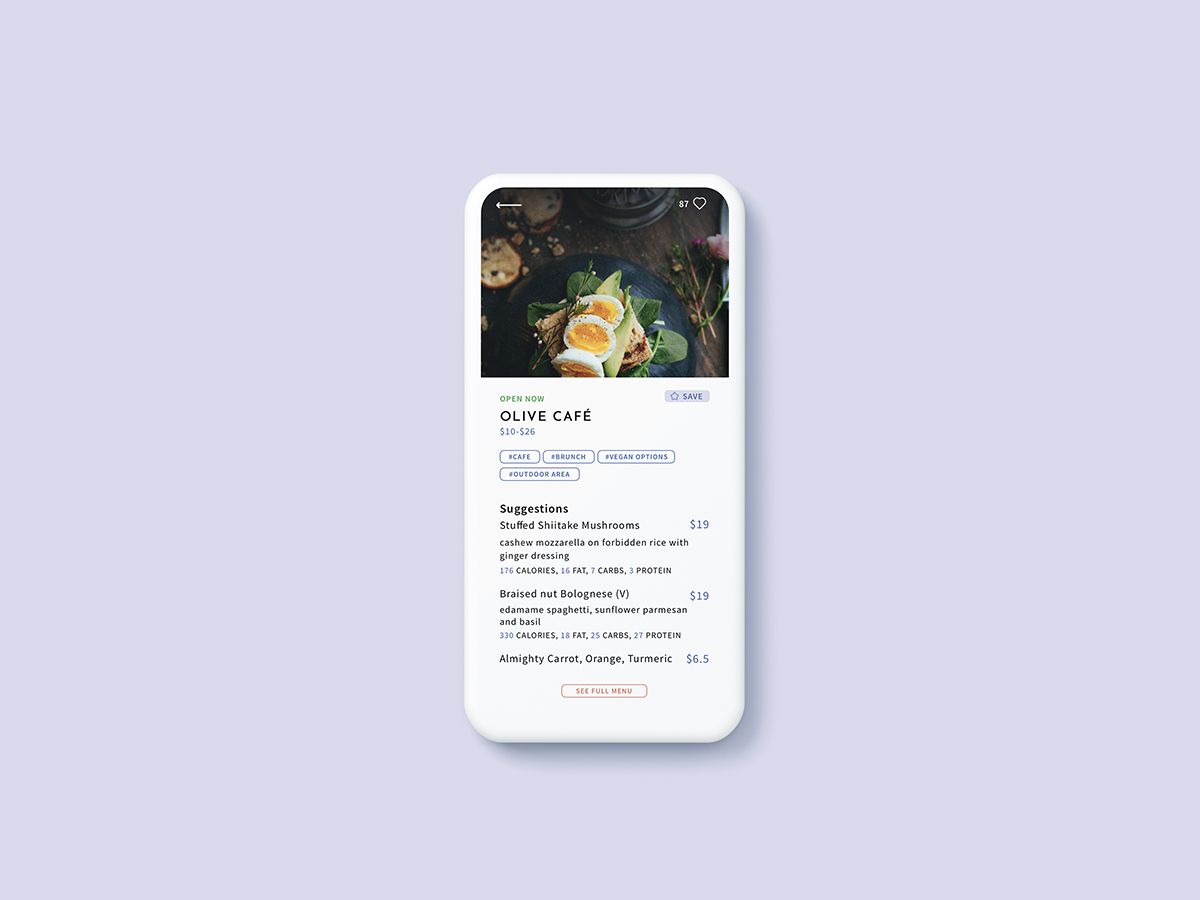 87
OPEN NOW
SAVE
OLIVE CAFÉ
$10-$26
#CAFE #BRUNCH #VEGAN OPTIONS
#OUTDOOR AREA
Suggestions
Stuffed Shiitake Mushrooms $19
cashew mozzarella on forbidden rice with
ginger dressing
176 CALORIES, 16 FAT, 7 CARBS, 3 PROTEIN
Braised nut Bolognese (V) $19
edamame spaghetti, sunflower parmesan
and basil
330 CALORIES, 18 FAT, 25 CARBS, 27 PROTEIN
Almighty Carrot, Orange, Turmeric $6.5
SEE FULL MENU